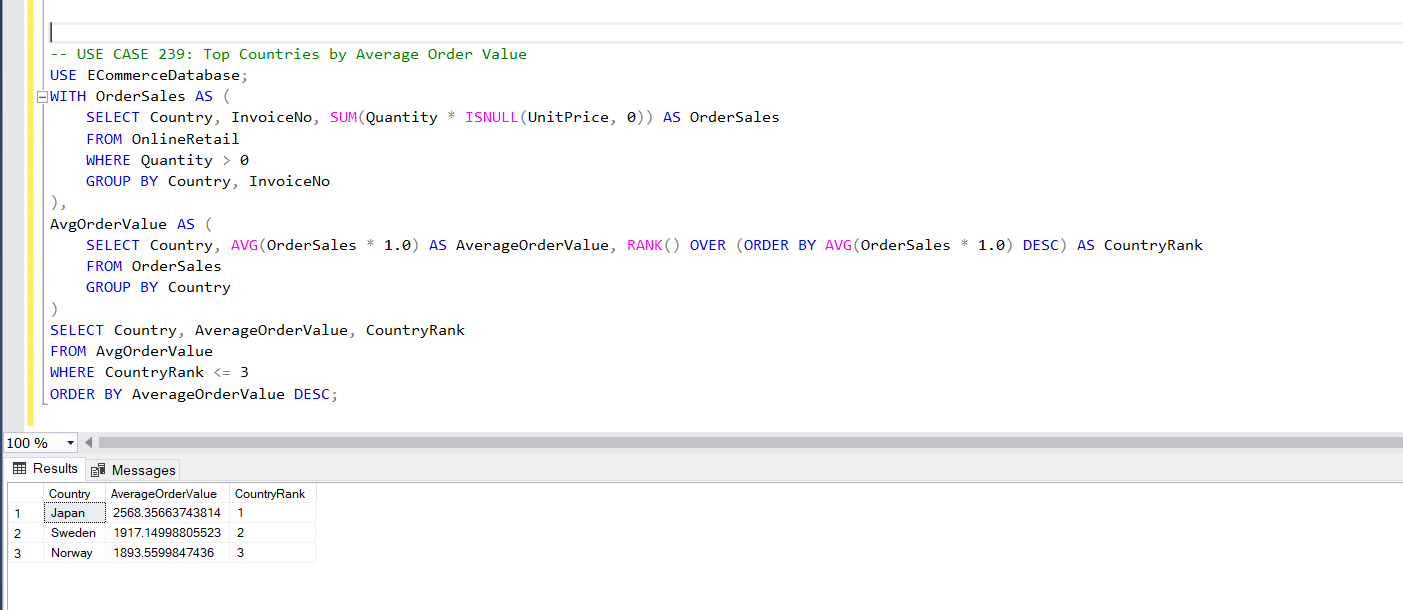 -- USE CASE 239: Top Countries by Average Order Value
USE ECommerceDatabase;
WITH OrderSales AS (
    SELECT Country, InvoiceNo, SUM(Quantity * ISNULL(UnitPrice, 0)) AS OrderSales
    FROM OnlineRetail
    WHERE Quantity > 0
    GROUP BY Country, InvoiceNo
),
AvgOrderValue AS (
    SELECT Country, AVG(OrderSales * 1.0) AS AverageOrderValue, RANK() OVER (ORDER BY AVG(OrderSales * 1.0) DESC) AS CountryRank
    FROM OrderSales
    GROUP BY Country
)
SELECT Country, AverageOrderValue, CountryRank
FROM AvgOrderValue
WHERE CountryRank <= 3
ORDER BY AverageOrderValue DESC;
100 %
Results Messages
Country AverageOrderValue CountryRank
1 Japan 2568.35663743814 1
2 Sweden 1917.14998805523 2
3 Norway 1893.5599847436 3